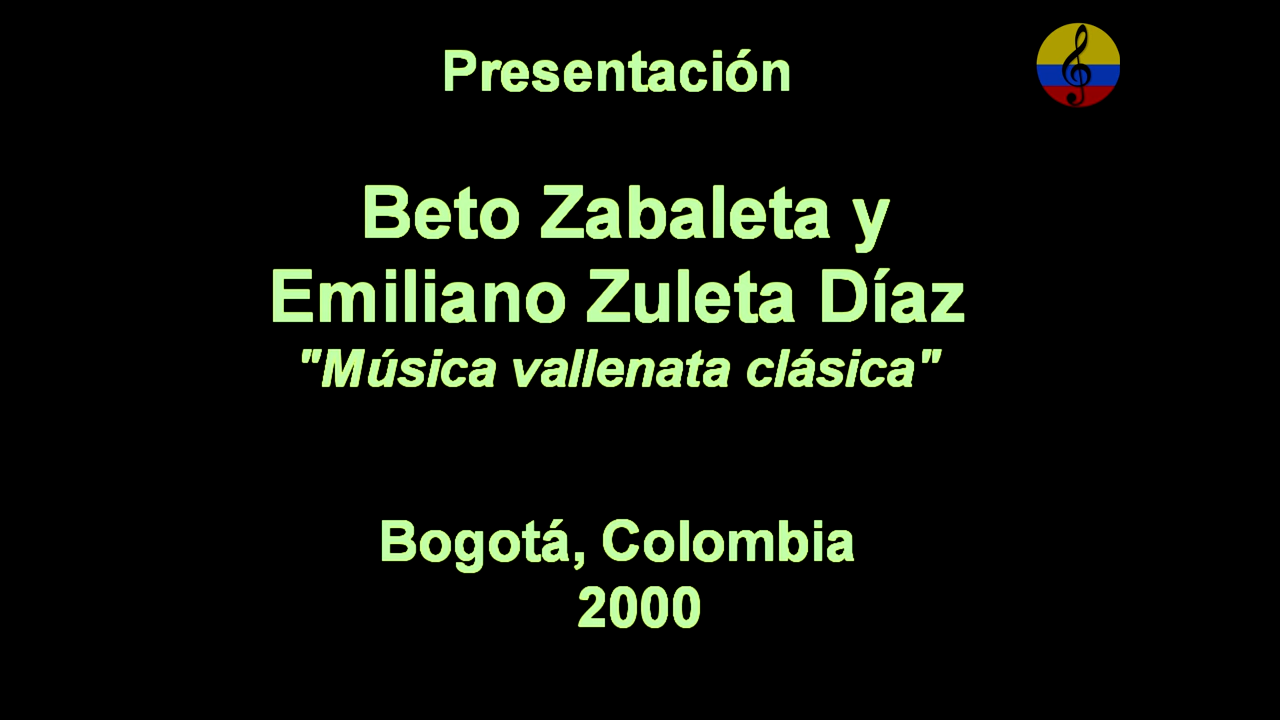 Presentación
Beto Zabaleta y
Emiliano Zuleta Díaz
"Música vallenata clásica"
Bogotá, Colombia
2000